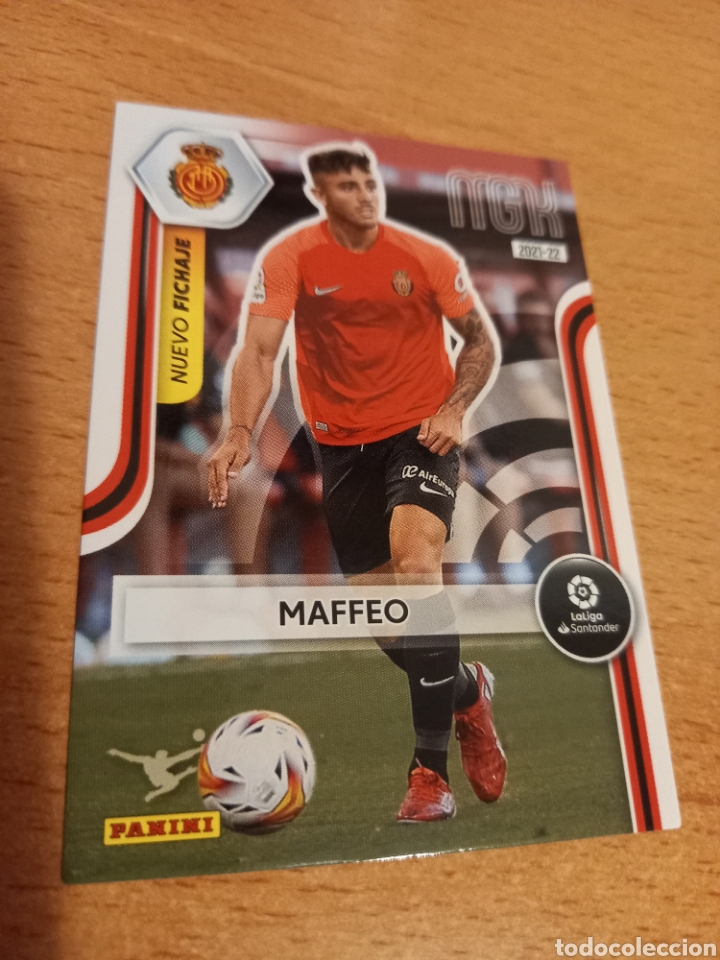 MGK
2021-22
NUEVO FICHAJE
AirEuropa
MAFFEO
LaLiga
Santander
PANINI
todocoleccion